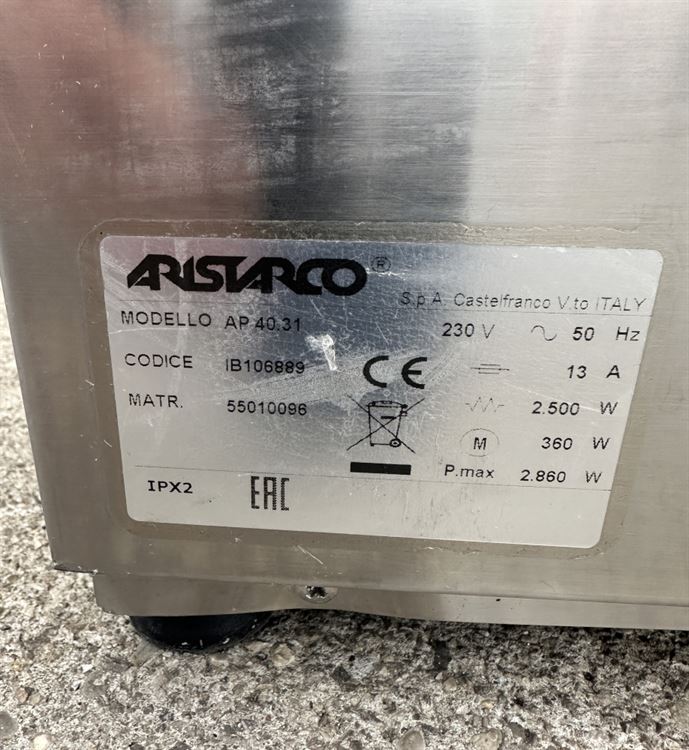 ARISTARCO ®
S.p.A. Castelfranco V.to ITALY
MODELLO AP 40.31 230 V 50 Hz
CODICE IB106889 CE 13 A
MATR. 55010096 2.500 W
M 360 W
P.max 2.860 W
IPX2 EAC